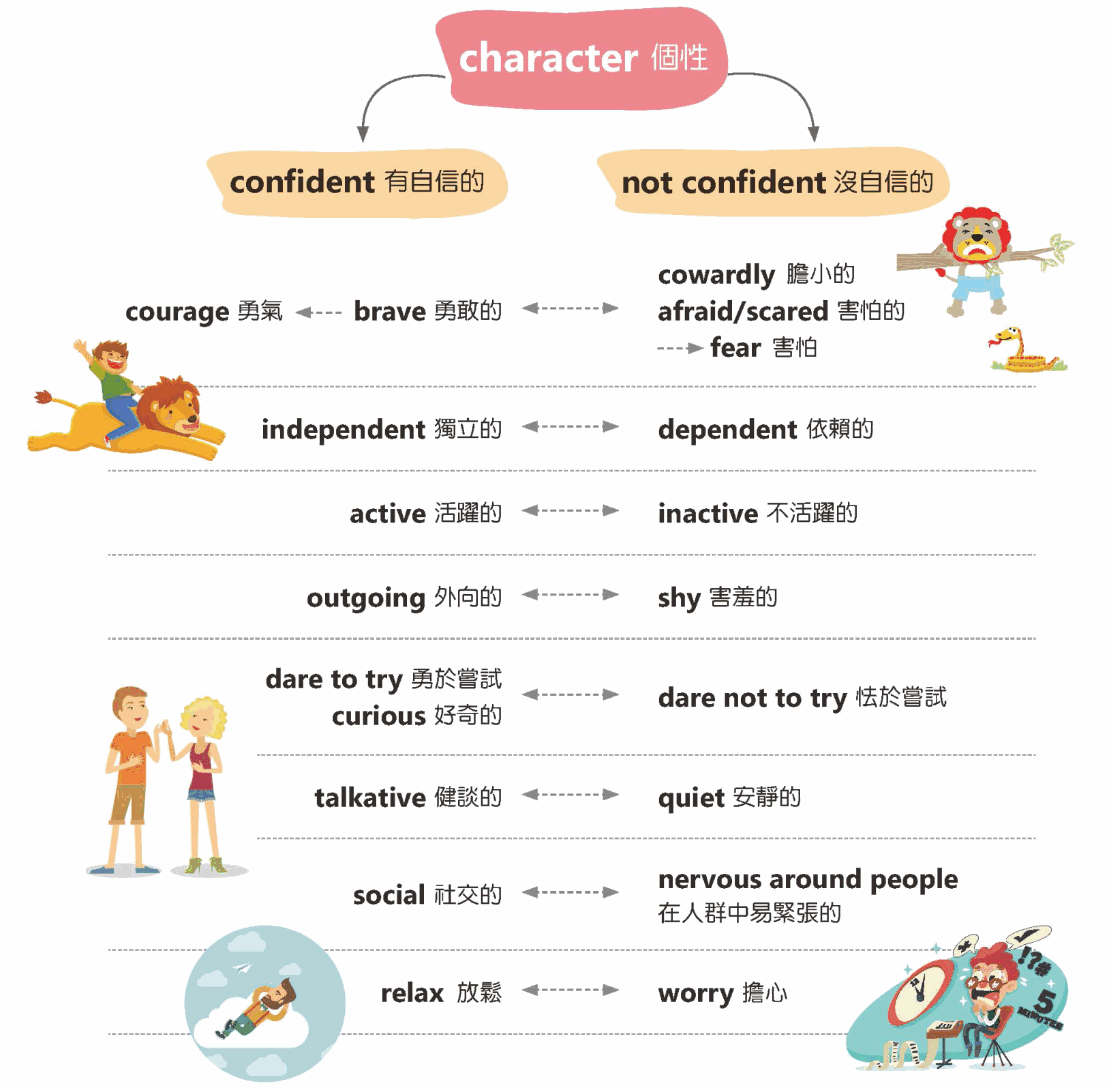 character 個性
confident 有自信的
not confident 沒自信的
courage 勇氣
brave 勇敢的
cowardly 膽小的
afraid/scared 害怕的
fear 害怕
independent 獨立的
dependent 依賴的
active 活躍的
inactive 不活躍的
outgoing 外向的
shy 害羞的
dare to try 勇於嘗試
curious 好奇的
dare not to try 怯於嘗試
talkative 健談的
quiet 安靜的
social 社交的
nervous around people
在人群中易緊張的
relax 放鬆
worry 擔心
!?#
5
MINUTES